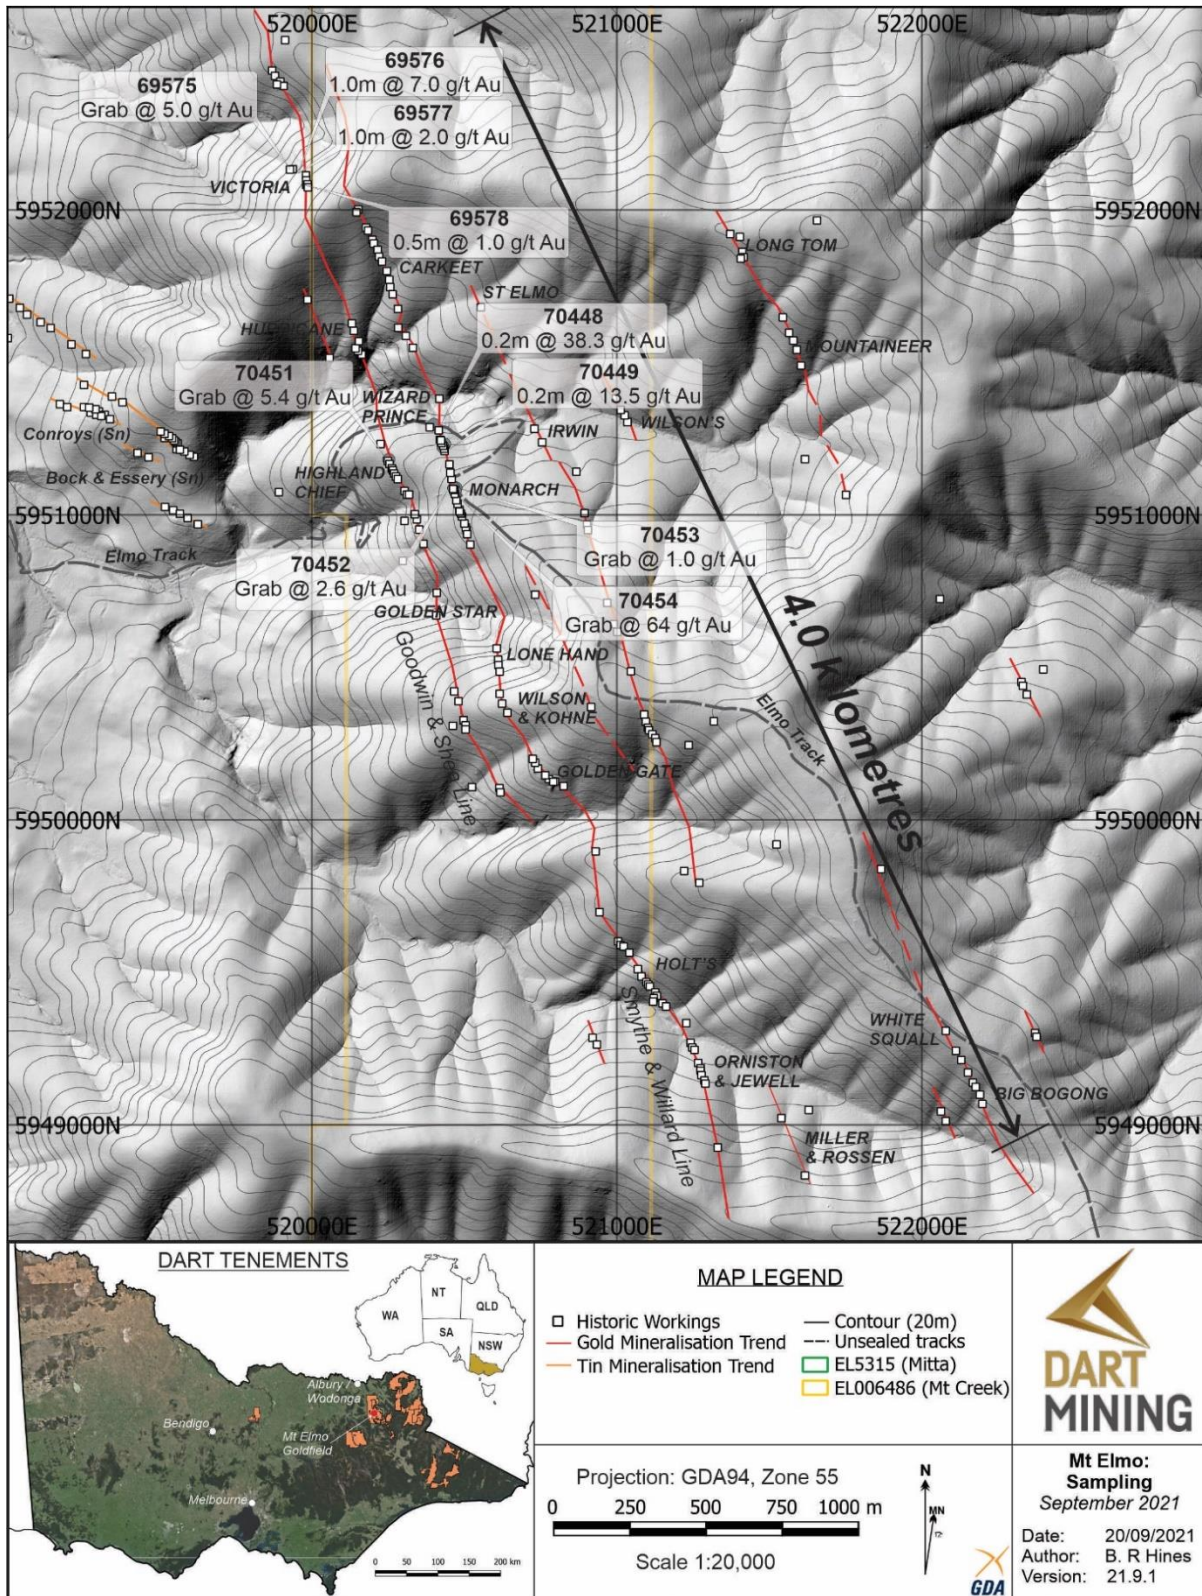 520000E
521000E
522000E
69575
Grab @ 5.0 g/t Au
69576
1.0m @ 7.0 g/t Au
69577
1.0m @ 2.0 g/t Au
VICTORIA
5952000N
5952000N
69578
0.5m @ 1.0 g/t Au
CARKEET
LONG TOM
ST ELMO
HURRICANE
70448
0.2m @ 38.3 g/t Au
MOUNTAINEER
70451
Grab @ 5.4 g/t Au
70449
0.2m @ 13.5 g/t Au
WIZARD
PRINCE
IRWIN
WILSON'S
Conroys (Sn)
Bock & Essery (Sn)
HIGHLAND
CHIEF
MONARCH
5951000N
5951000N
Elmo Track
70453
Grab @ 1.0 g/t Au
70452
Grab @ 2.6 g/t Au
70454
Grab @ 64 g/t Au
GOLDEN STAR
4.0 kilometres
Goodwin & Shea Line
LONE HAND
WILSON
& KOHNE
Elmo Track
GOLDEN GATE
5950000N
5950000N
HOLT'S
Smythe & Willard Line
WHITE
SQUALL
ORNISTON
& JEWELL
BIG BOGONG
5949000N
5949000N
MILLER
& ROSSEN
520000E
521000E
522000E
DART TENEMENTS
WA
NT
QLD
SA
NSW
Albury /
Wodonga
Bendigo
Mt Elmo
Goldfield
Melbourne
0 50 100 150 200 km
MAP LEGEND
Historic Workings
Gold Mineralisation Trend
Tin Mineralisation Trend
Contour (20m)
Unsealed tracks
EL5315 (Mitta)
EL006486 (Mt Creek)
Projection: GDA94, Zone 55
0 250 500 750 1000 m
Scale 1:20,000
N
MN
GDA
DART
MINING
Mt Elmo:
Sampling
September 2021
Date: 20/09/2021
Author: B. R Hines
Version: 21.9.1